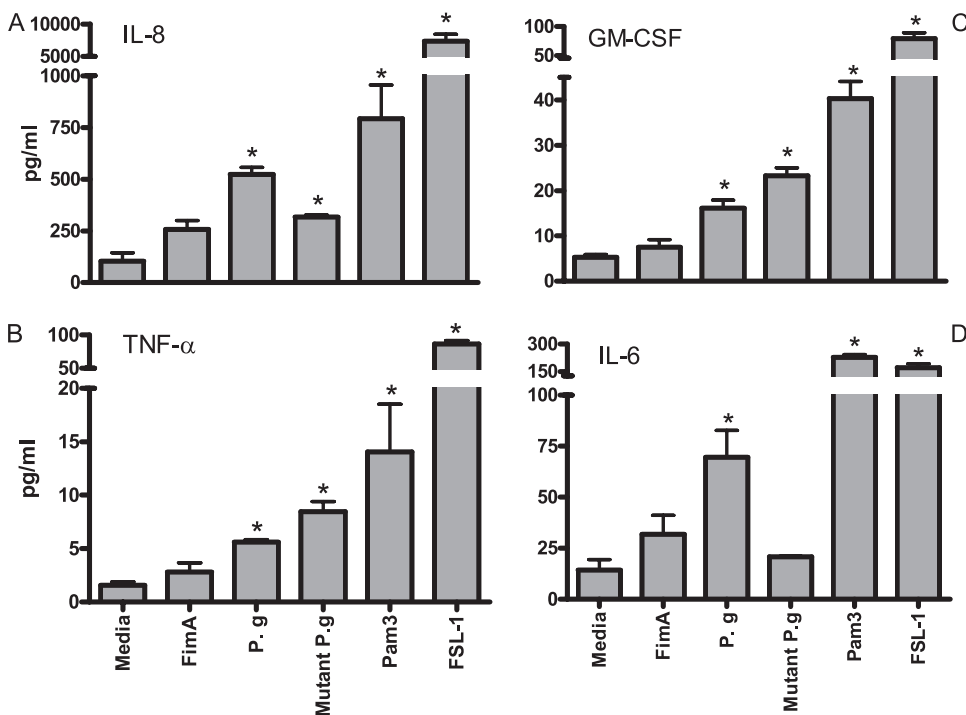 A
IL-8
10000
5000
1000
750
500
250
0
pg/ml
*
*
*
*
C
GM-CSF
100
50
40
30
20
10
0
*
*
*
*
B
TNF-α
100
50
20
15
10
5
0
pg/ml
*
*
*
*
Media
FimA
P. g
Mutant P.g
Pam3
FSL-1
D
IL-6
300
150
100
75
50
25
0
*
*
*
Media
FimA
P. g
Mutant P.g
Pam3
FSL-1